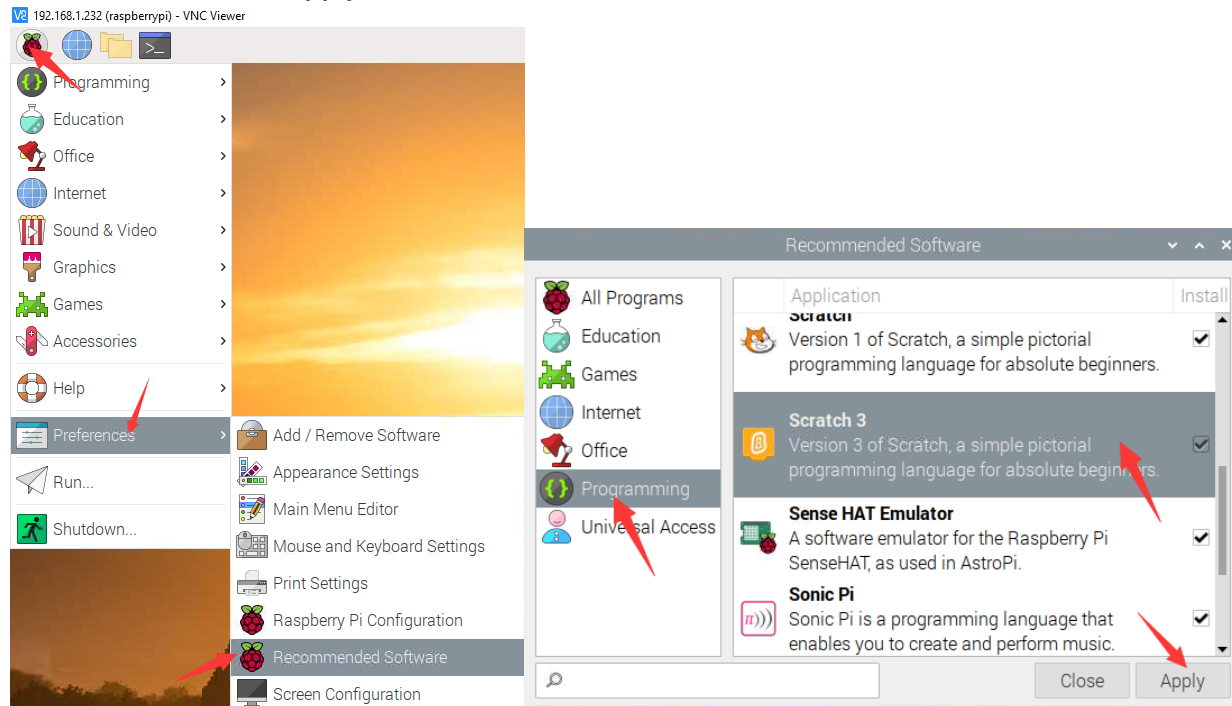 192.168.1.232 (raspberrypi) - VNC Viewer
Programming
Education
Office
Internet
Sound & Video
Graphics
Games
Accessories
Help
Preferences
Run...
Shutdown...
Add / Remove Software
Appearance Settings
Main Menu Editor
Mouse and Keyboard Settings
Print Settings
Raspberry Pi Configuration
Recommended Software
Screen Configuration
Recommended Software
All Programs
Education
Games
Internet
Office
Programming
Universal Access
Application Install
Scratch
Version 1 of Scratch, a simple pictorial
programming language for absolute beginners.
Scratch 3
Version 3 of Scratch, a simple pictorial
programming language for absolute beginners.
Sense HAT Emulator
A software emulator for the Raspberry Pi
SenseHAT, as used in AstroPi.
Sonic Pi
Sonic Pi is a programming language that
enables you to create and perform music.
Close Apply